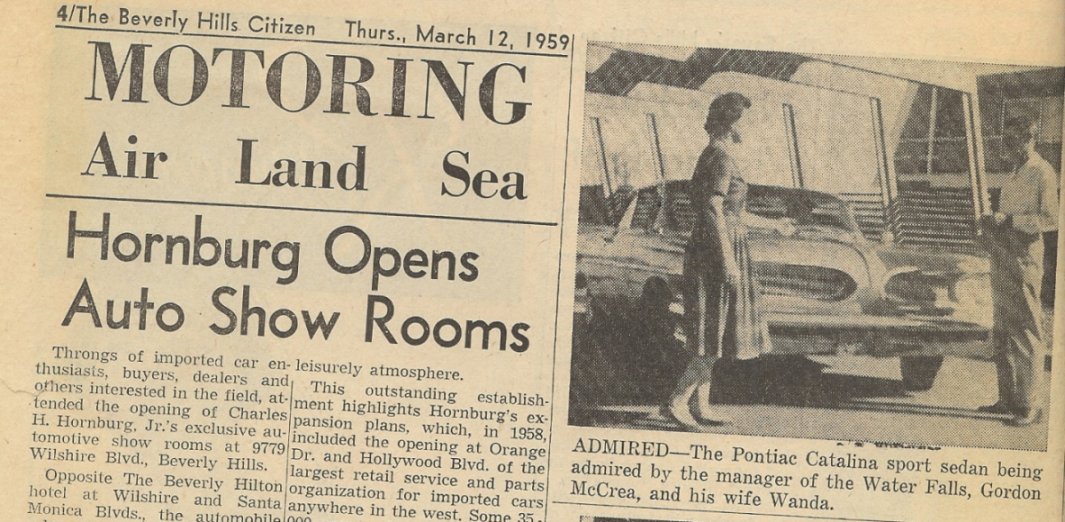 4/The Beverly Hills Citizen Thurs., March 12, 1959
MOTORING
Air Land Sea
Hornburg Opens
Auto Show Rooms
Throngs of imported car en-
thusiasts, buyers, dealers and
others interested in the field, at-
tended the opening of Charles
H. Hornburg, Jr.'s exclusive au-
tomotive show rooms at 9779
Wilshire Blvd., Beverly Hills.
Opposite The Beverly Hilton
hotel at Wilshire and Santa
Monica Blvds., the automobile
leisurely atmosphere.
This outstanding establish-
ment highlights Hornburg's ex-
pansion plans, which, in 1958,
included the opening at Orange
Dr. and Hollywood Blvd. of the
largest retail service and parts
organization for imported cars
anywhere in the west. Some 35,-
000
ADMIRED—The Pontiac Catalina sport sedan being
admired by the manager of the Water Falls, Gordon
McCrea, and his wife Wanda.